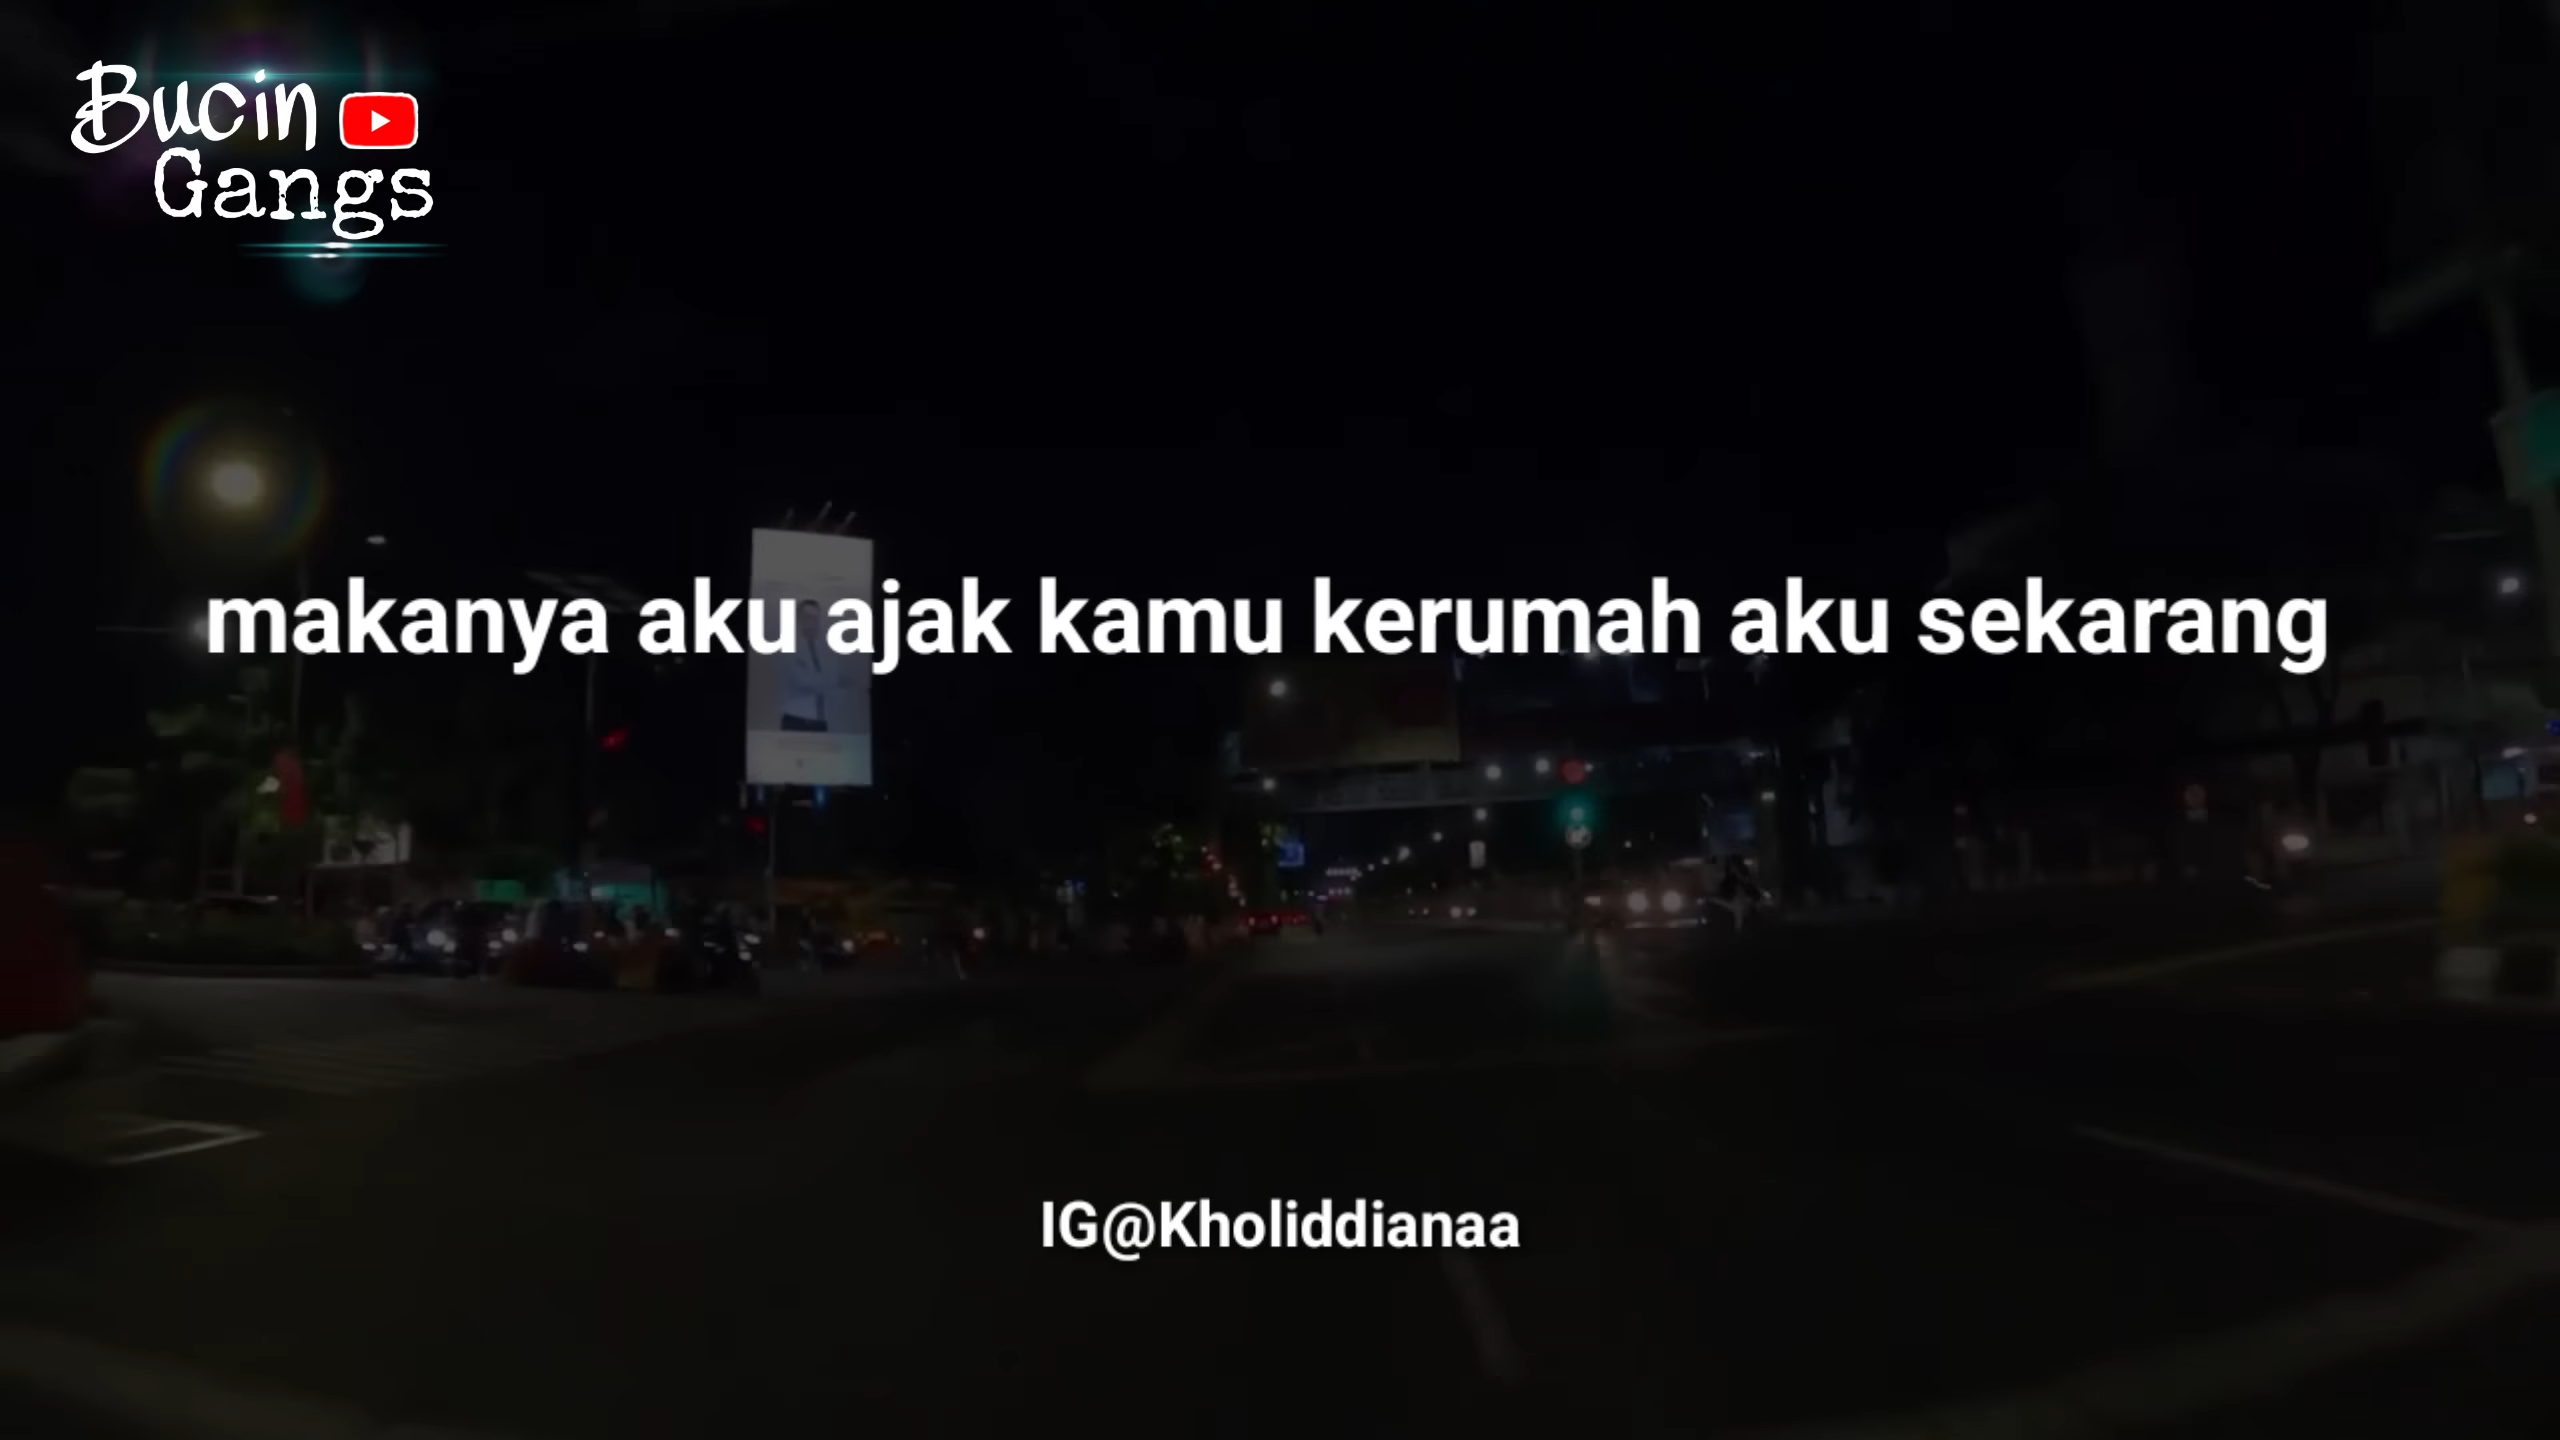 Bucin
Gangs
makanya aku ajak kamu kerumah aku sekarang
IG@Kholiddianaa